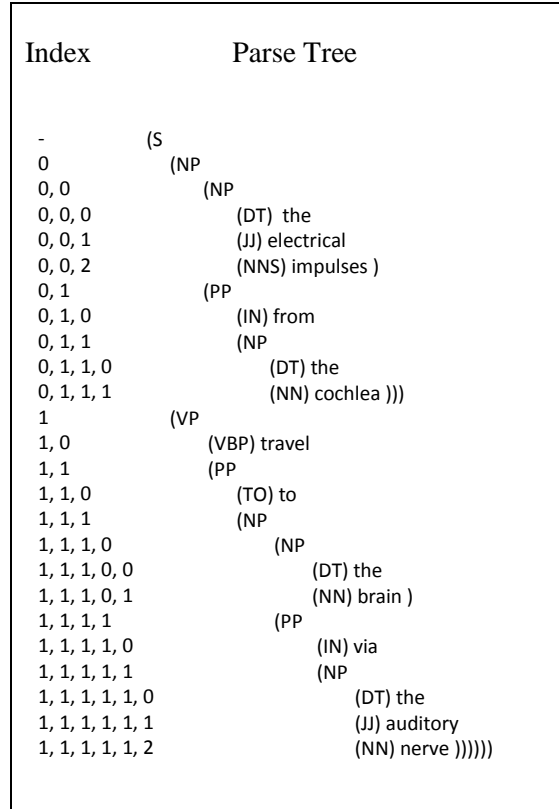 Index Parse Tree
- (S
0 (NP
0, 0 (NP
0, 0, 0 (DT) the
0, 0, 1 (JJ) electrical
0, 0, 2 (NNS) impulses )
0, 1 (PP
0, 1, 0 (IN) from
0, 1, 1 (NP
0, 1, 1, 0 (DT) the
0, 1, 1, 1 (NN) cochlea )))
1 (VP
1, 0 (VBP) travel
1, 1 (PP
1, 1, 0 (TO) to
1, 1, 1 (NP
1, 1, 1, 0 (NP
1, 1, 1, 0, 0 (DT) the
1, 1, 1, 0, 1 (NN) brain )
1, 1, 1, 1 (PP
1, 1, 1, 1, 0 (IN) via
1, 1, 1, 1, 1 (NP
1, 1, 1, 1, 1, 0 (DT) the
1, 1, 1, 1, 1, 1 (JJ) auditory
1, 1, 1, 1, 1, 2 (NN) nerve ))))))